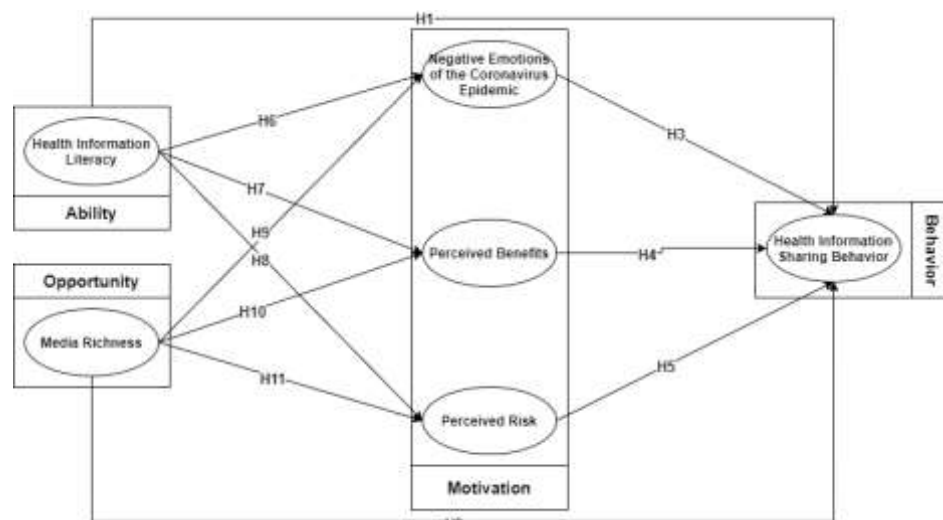 H1
Negative Emotions
of the Coronavirus
Epidemic
H6
H3
Health Information
Literacy
Ability
H7
H9
H8
Behavior
Health Information
Sharing Behavior
Perceived Benefits
H4
Opportunity
Media Richness
H10
H11
H5
Perceived Risk
Motivation